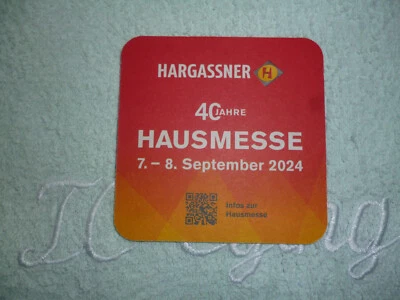 HARGASSNER H
40 JAHRE
HAUSMESSE
7. – 8. September 2024
Infos zur
Hausmesse